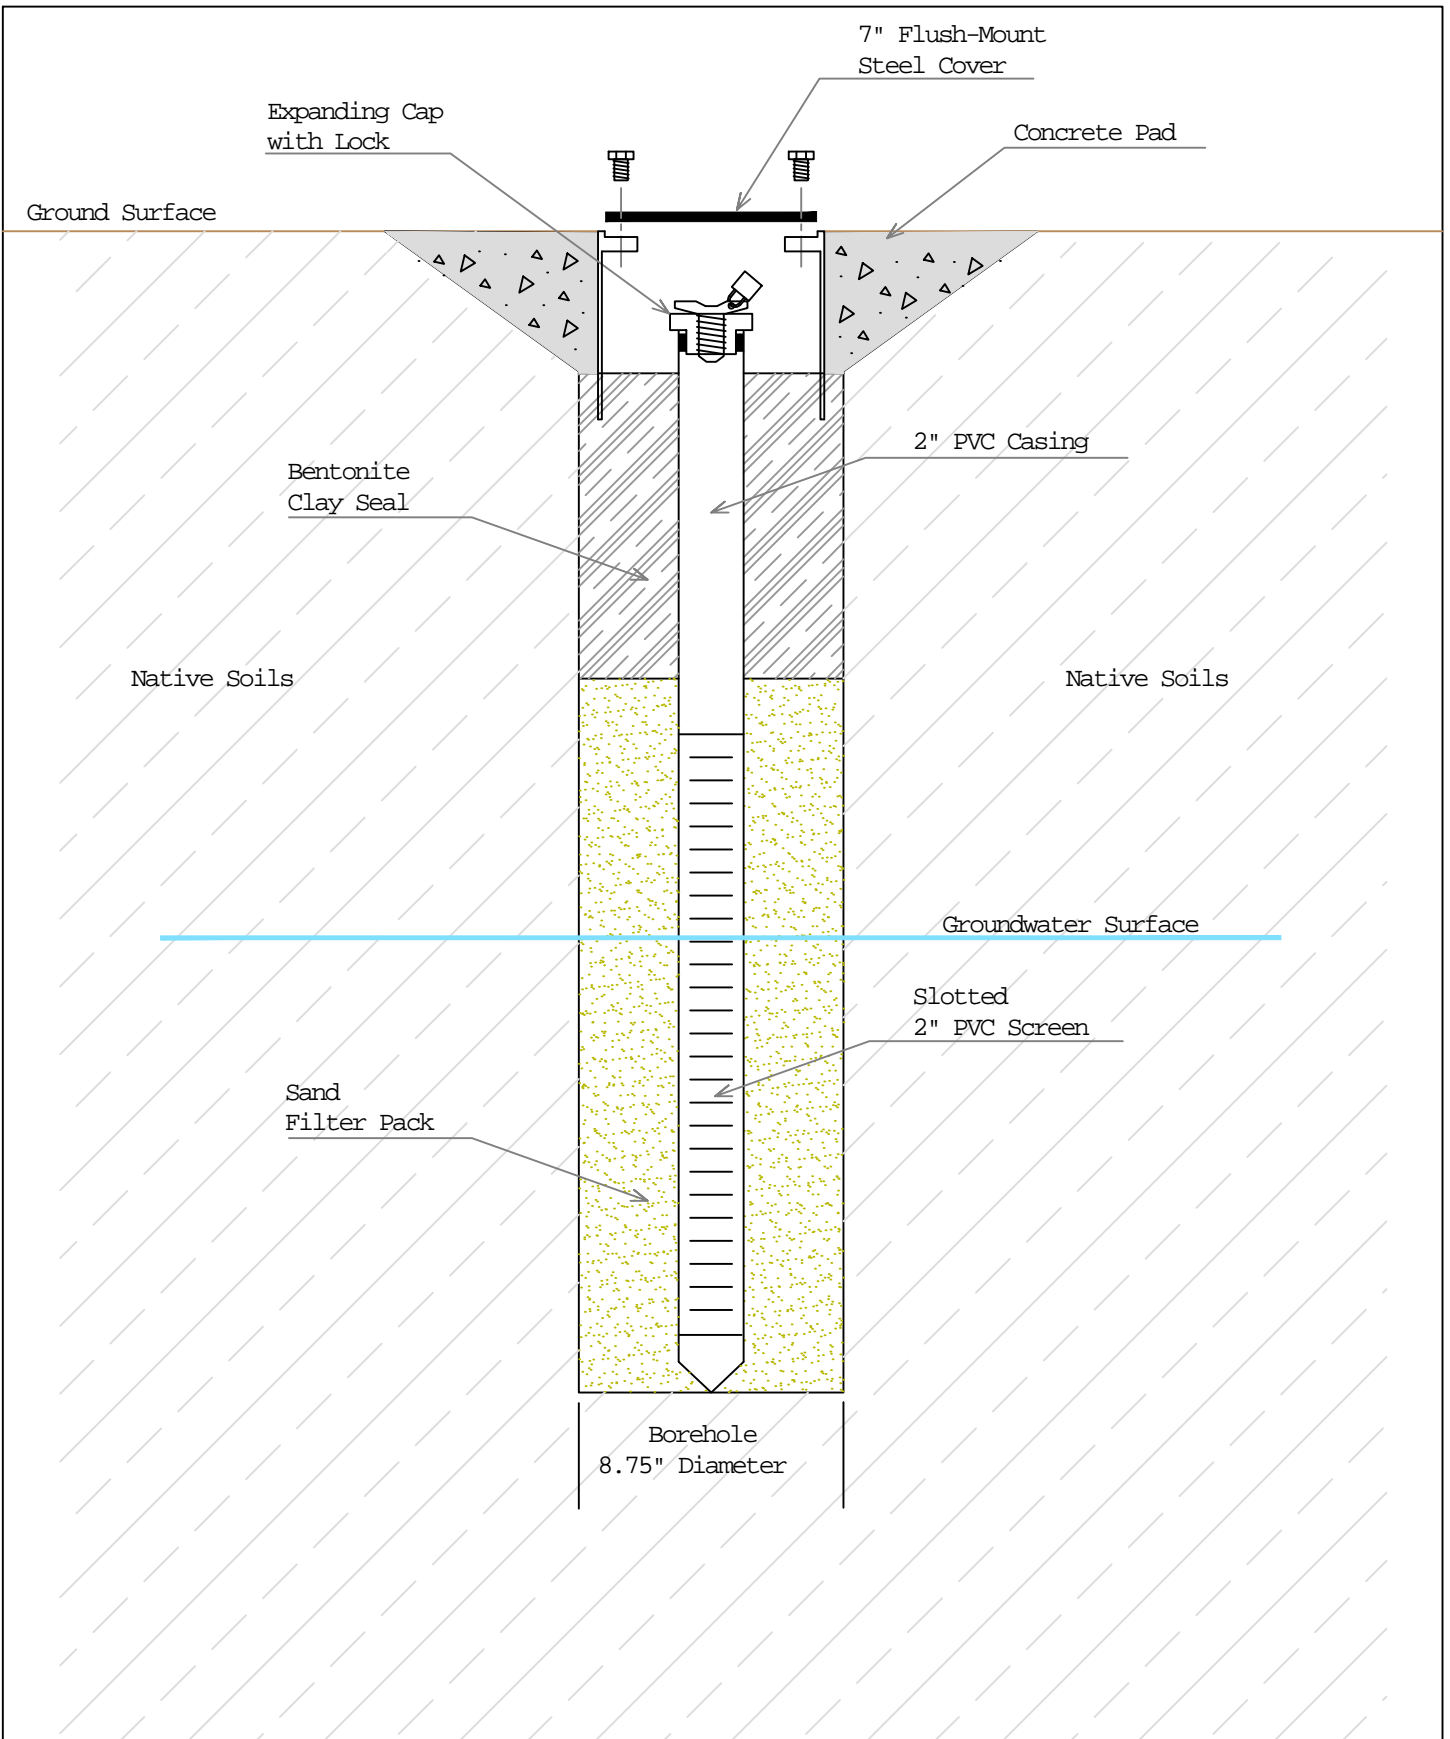 7" Flush-Mount
Steel Cover
Expanding Cap
with Lock
Concrete Pad
Ground Surface
2" PVC Casing
Bentonite
Clay Seal
Native Soils
Native Soils
Groundwater Surface
Slotted
2" PVC Screen
Sand
Filter Pack
Borehole
8.75" Diameter